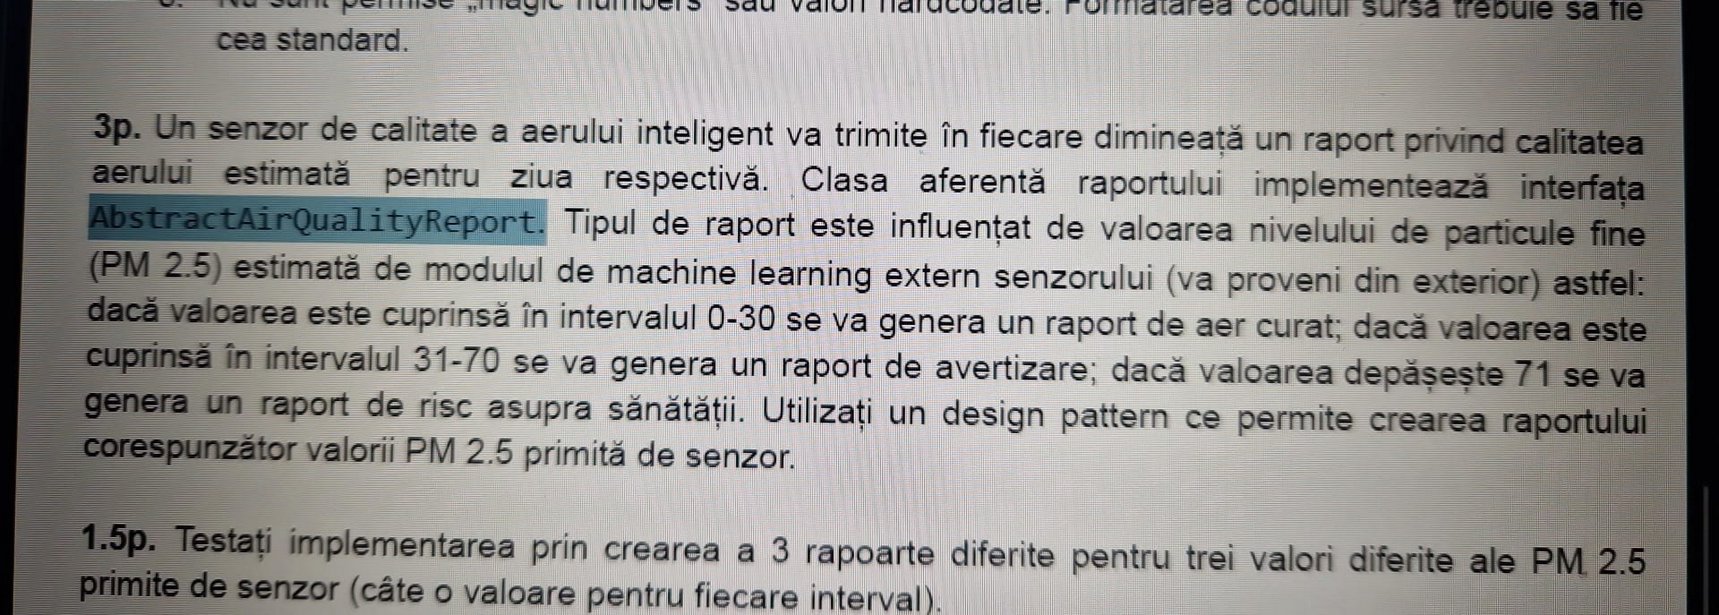 6. Nu sunt permise „magic numbers” sau valori hardcodate. Formatarea codului sursă trebuie să fie
cea standard.
3p. Un senzor de calitate a aerului inteligent va trimite în fiecare dimineață un raport privind calitatea
aerului estimată pentru ziua respectivă. Clasa aferentă raportului implementează interfața
AbstractAirQualityReport. Tipul de raport este influențat de valoarea nivelului de particule fine
(PM 2.5) estimată de modulul de machine learning extern senzorului (va proveni din exterior) astfel:
dacă valoarea este cuprinsă în intervalul 0-30 se va genera un raport de aer curat; dacă valoarea este
cuprinsă în intervalul 31-70 se va genera un raport de avertizare; dacă valoarea depășește 71 se va
genera un raport de risc asupra sănătății. Utilizați un design pattern ce permite crearea raportului
corespunzător valorii PM 2.5 primită de senzor.
1.5p. Testați implementarea prin crearea a 3 rapoarte diferite pentru trei valori diferite ale PM 2.5
primite de senzor (câte o valoare pentru fiecare interval).